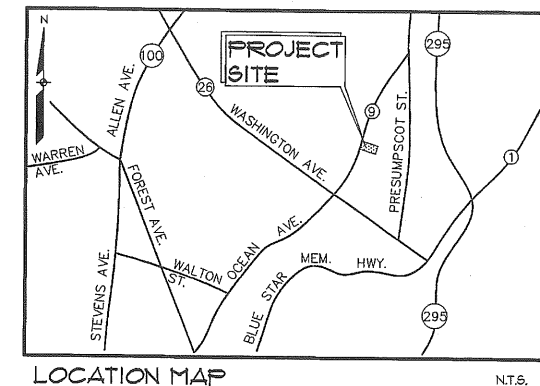 N
100
ALLEN AVE.
26
PROJECT
SITE
295
9
WASHINGTON AVE.
PRESUMPSCOT ST.
1
WARREN
AVE.
FOREST AVE.
STEVENS AVE.
WALTON
ST.
OCEAN AVE.
BLUE STAR MEM. HWY.
295
LOCATION MAP
N.T.S.